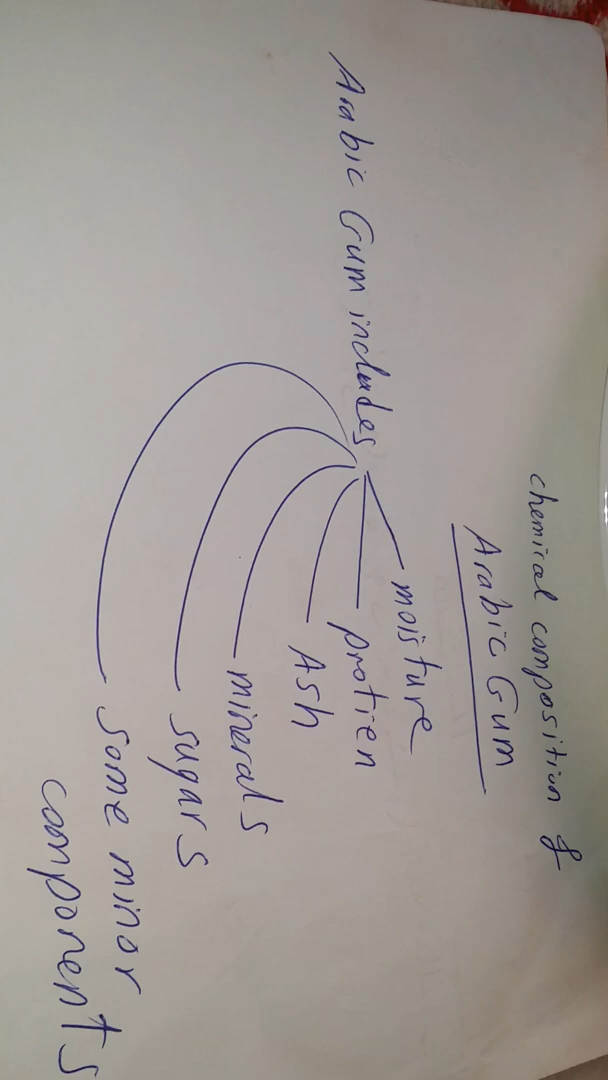 chemical composition of
Arabic Gum
Arabic Gum includes
moisture
protien
Ash
minerals
sugars
some minor
components